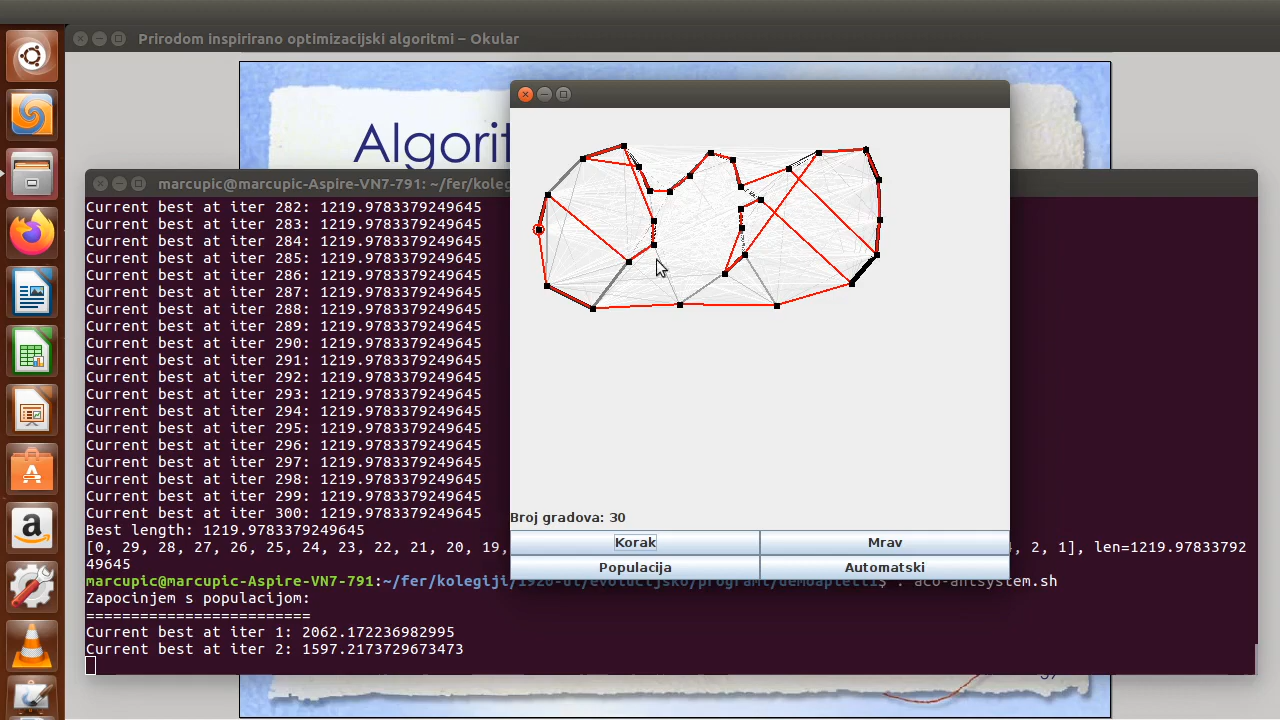 Prirodom inspirirano optimizacijski algoritmi – Okular
Algorit
marcupic@marcupic-Aspire-VN7-791: ~/fer/koleg
Current best at iter 282: 1219.9783379249645
Current best at iter 283: 1219.9783379249645
Current best at iter 284: 1219.9783379249645
Current best at iter 285: 1219.9783379249645
Current best at iter 286: 1219.9783379249645
Current best at iter 287: 1219.9783379249645
Current best at iter 288: 1219.9783379249645
Current best at iter 289: 1219.9783379249645
Current best at iter 290: 1219.9783379249645
Current best at iter 291: 1219.9783379249645
Current best at iter 292: 1219.9783379249645
Current best at iter 293: 1219.9783379249645
Current best at iter 294: 1219.9783379249645
Current best at iter 295: 1219.9783379249645
Current best at iter 296: 1219.9783379249645
Current best at iter 297: 1219.9783379249645
Current best at iter 298: 1219.9783379249645
Current best at iter 299: 1219.9783379249645
Current best at iter 300: 1219.9783379249645
Best length: 1219.9783379249645
[0, 29, 28, 27, 26, 25, 24, 23, 22, 21, 20, 19, , 2, 1], len=1219.97833792
49645
marcupic@marcupic-Aspire-VN7-791:~/fer/kolegiji/1920-ui/evolucijsko/programi/demoapleti$ . aco-antsystem.sh
Zapocinjem s populacijom:
=========================
Current best at iter 1: 2062.172236982995
Current best at iter 2: 1597.2173729673473
Broj gradova: 30
Korak
Mrav
Populacija
Automatski